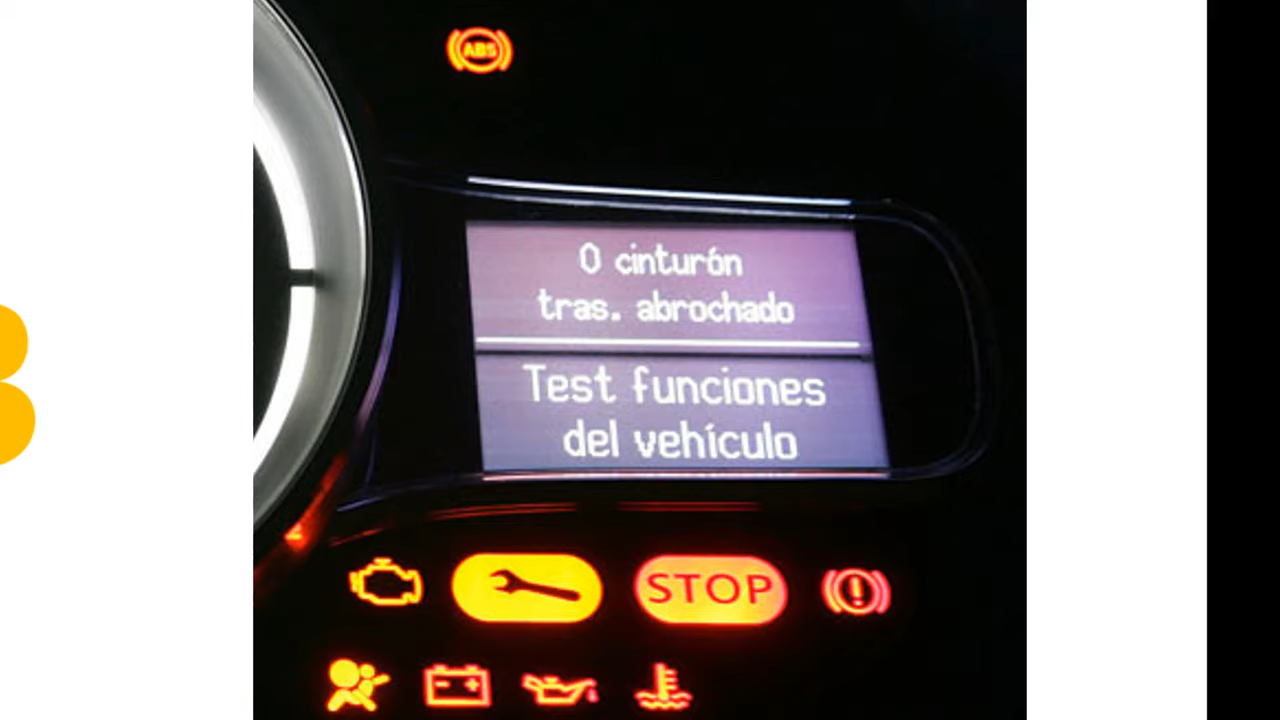 ABS
0 cinturón
tras. abrochado
Test funciones
del vehículo
STOP